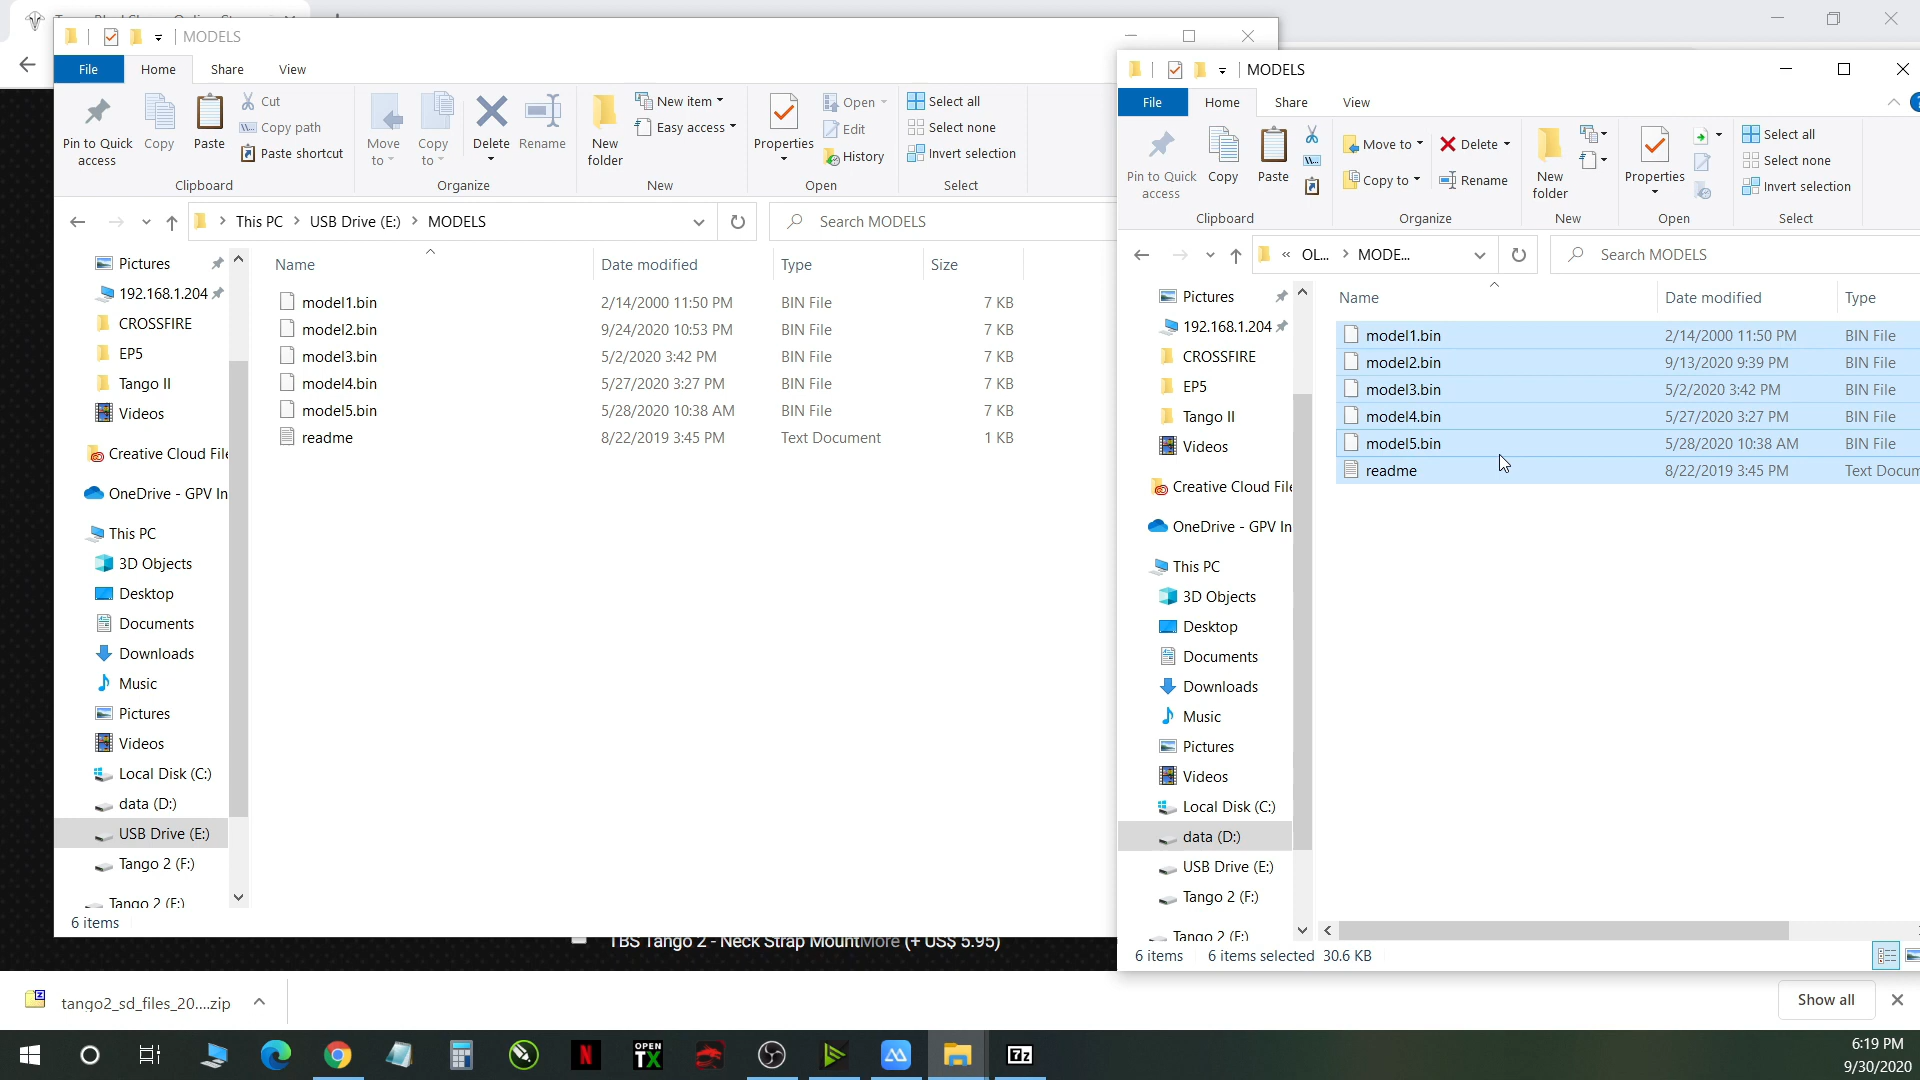 MODELS
File Home Share View
Pin to Quick access
Copy
Paste
Cut
Copy path
Paste shortcut
Clipboard
Move to
Copy to
Delete
Rename
Organize
New folder
New item
Easy access
New
Properties
Open
Edit
History
Open
Select all
Select none
Invert selection
Select
This PC > USB Drive (E:) > MODELS
Search MODELS
Name Date modified Type Size
model1.bin 2/14/2000 11:50 PM BIN File 7 KB
model2.bin 9/24/2020 10:53 PM BIN File 7 KB
model3.bin 5/2/2020 3:42 PM BIN File 7 KB
model4.bin 5/27/2020 3:27 PM BIN File 7 KB
model5.bin 5/28/2020 10:38 AM BIN File 7 KB
readme 8/22/2019 3:45 PM Text Document 1 KB
Pictures
192.168.1.204
CROSSFIRE
EP5
Tango II
Videos
Creative Cloud File
OneDrive - GPV In
This PC
3D Objects
Desktop
Documents
Downloads
Music
Pictures
Videos
Local Disk (C:)
data (D:)
USB Drive (E:)
Tango 2 (F:)
Tango 2 (F:)
6 items
MODELS
File Home Share View
Pin to Quick access
Copy
Paste
Clipboard
Move to
Copy to
Delete
Rename
Organize
New folder
New
Properties
Open
Select all
Select none
Invert selection
Select
« OL... > MODE...
Search MODELS
Name Date modified Type
model1.bin 2/14/2000 11:50 PM BIN File
model2.bin 9/13/2020 9:39 PM BIN File
model3.bin 5/2/2020 3:42 PM BIN File
model4.bin 5/27/2020 3:27 PM BIN File
model5.bin 5/28/2020 10:38 AM BIN File
readme 8/22/2019 3:45 PM Text Docum
Pictures
192.168.1.204
CROSSFIRE
EP5
Tango II
Videos
Creative Cloud File
OneDrive - GPV In
This PC
3D Objects
Desktop
Documents
Downloads
Music
Pictures
Videos
Local Disk (C:)
data (D:)
USB Drive (E:)
Tango 2 (F:)
Tango 2 (F:)
6 items 6 items selected 30.6 KB
TBS Tango 2 - Neck Strap Mount More (+ US$ 5.95)
tango2_sd_files_20....zip
Show all
OPEN TX
7z
6:19 PM
9/30/2020